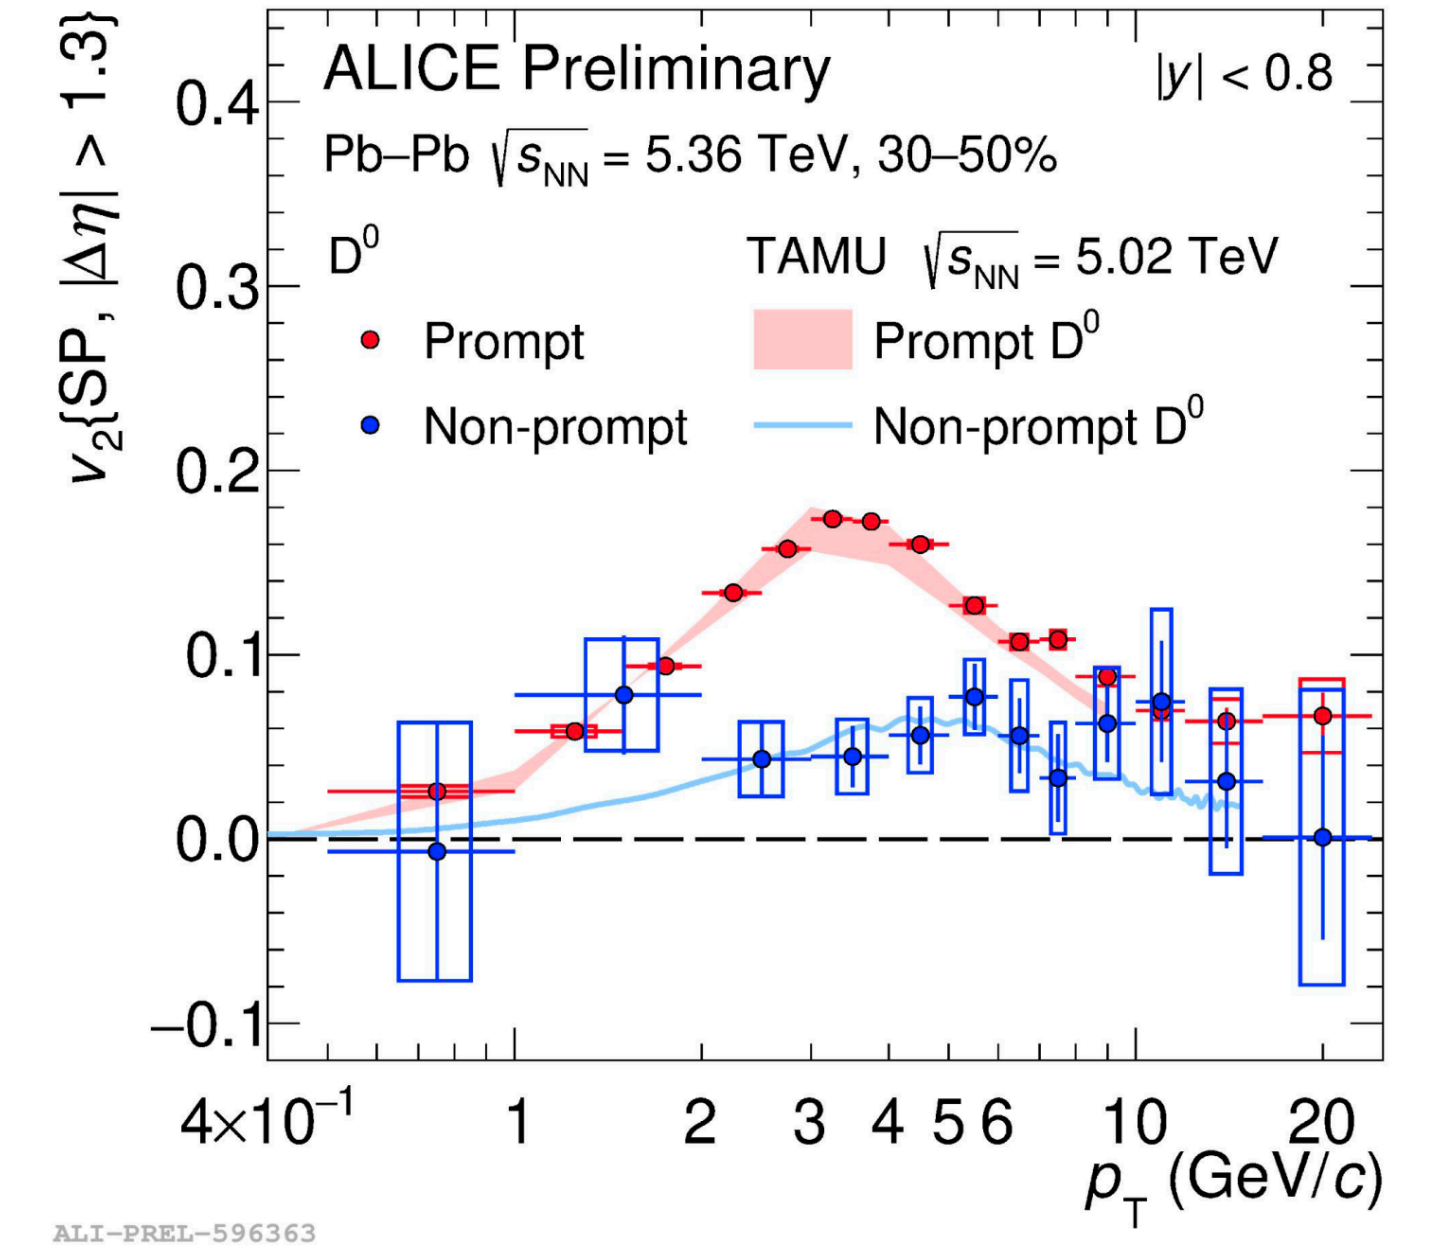 ALICE Preliminary |y| < 0.8
Pb–Pb √sNN = 5.36 TeV, 30–50%
D⁰ TAMU √sNN = 5.02 TeV
Prompt Prompt D⁰
Non-prompt Non-prompt D⁰
v₂{SP, |Δη| > 1.3}
0.4
0.3
0.2
0.1
0.0
−0.1
4×10⁻¹ 1 2 3 4 5 6 10 20
pT (GeV/c)
ALI-PREL-596363